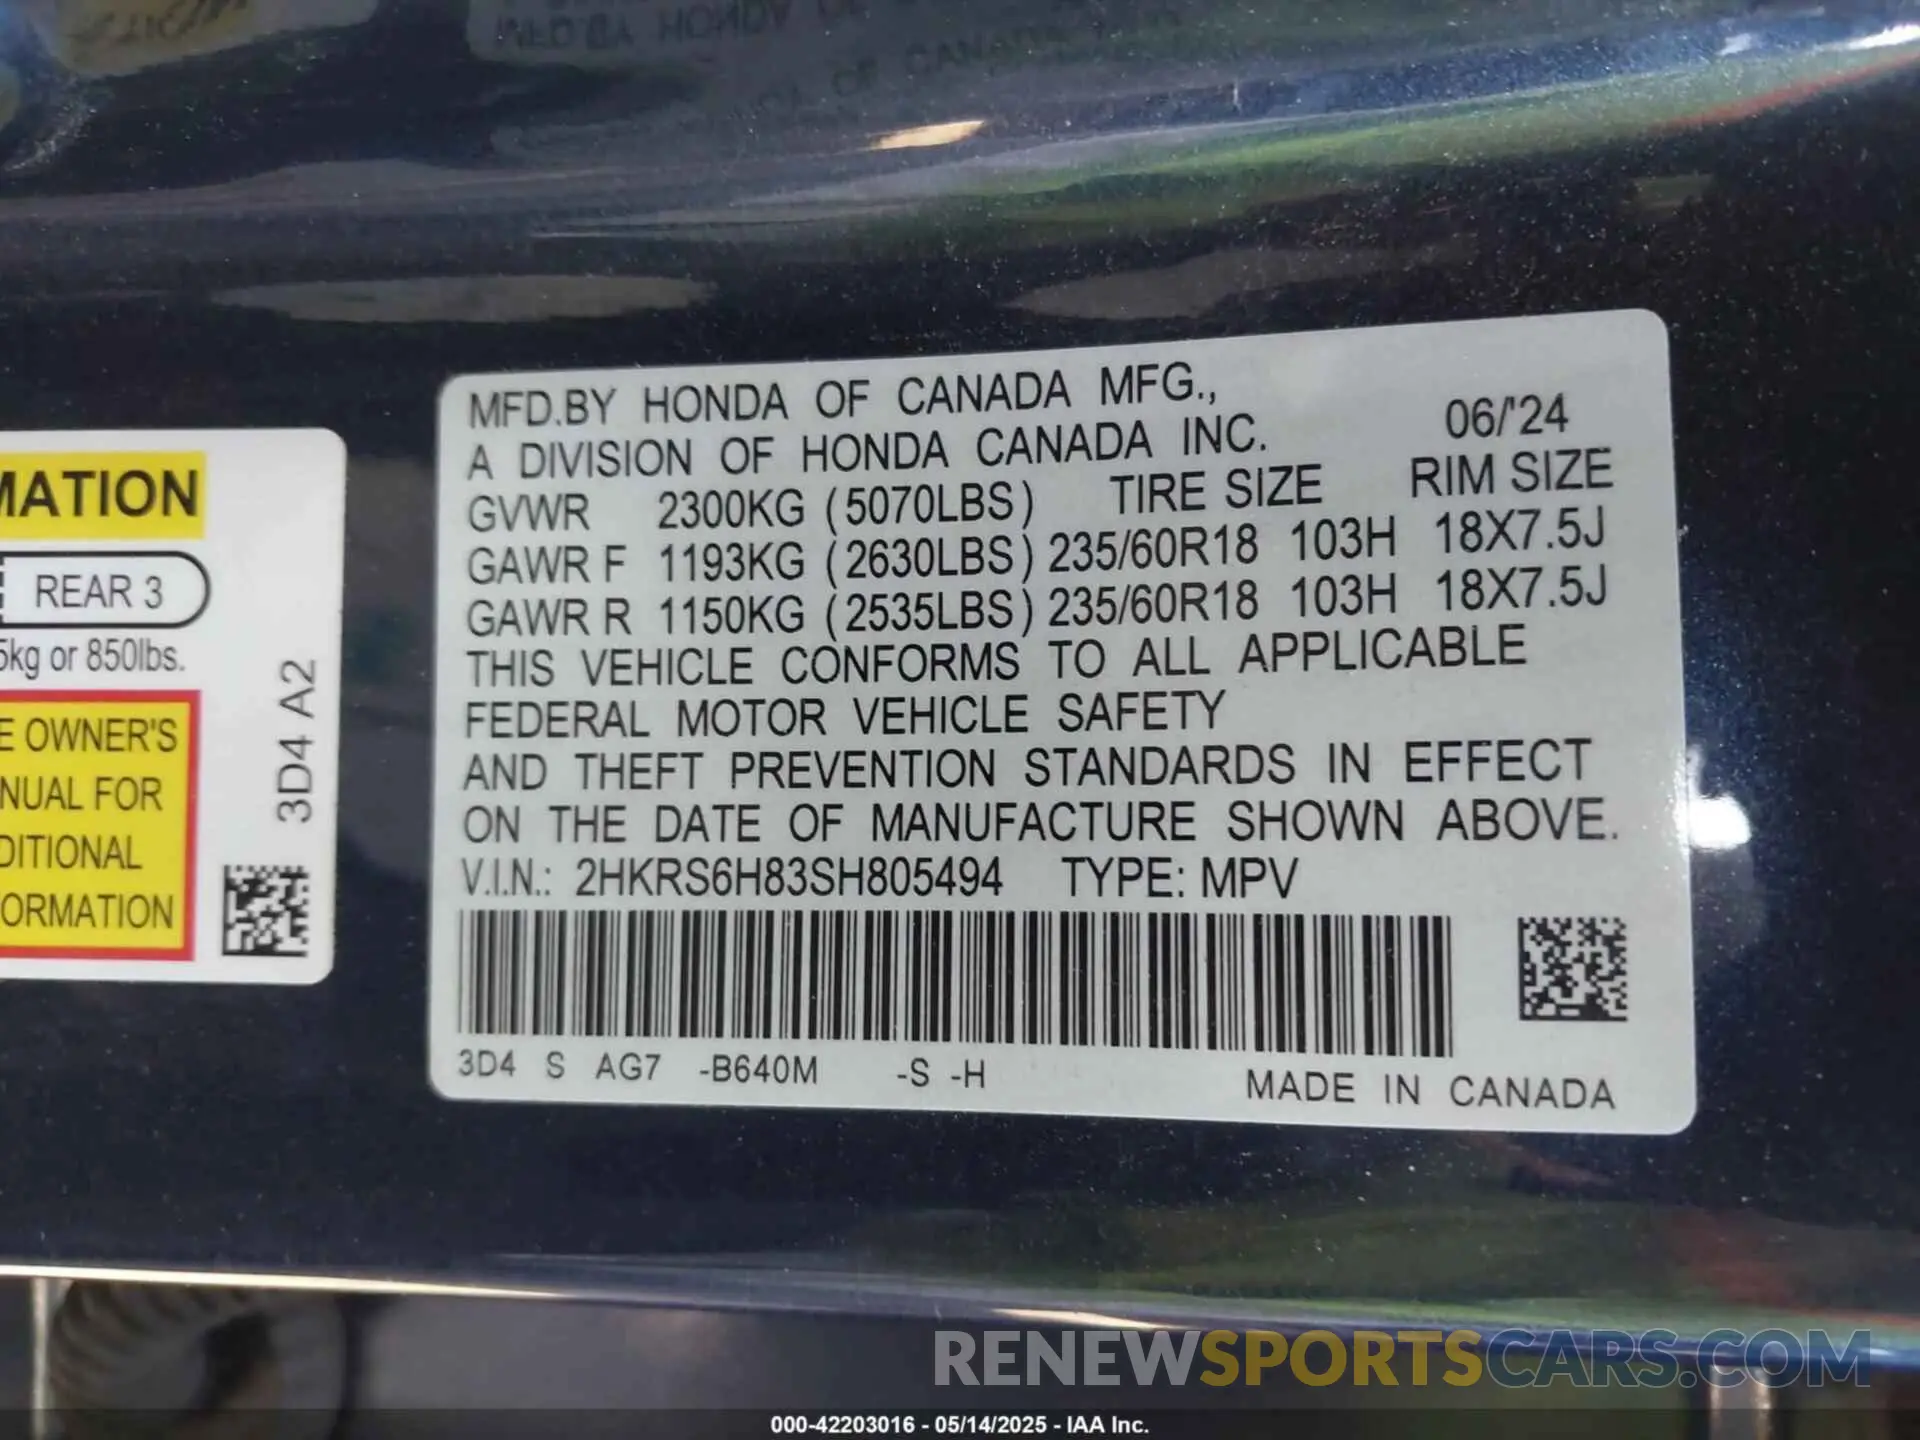 MFD.BY HONDA OF CANADA MFG.,
A DIVISION OF HONDA CANADA INC. 06/'24
GVWR 2300KG (5070LBS) TIRE SIZE RIM SIZE
GAWR F 1193KG (2630LBS) 235/60R18 103H 18X7.5J
GAWR R 1150KG (2535LBS) 235/60R18 103H 18X7.5J
THIS VEHICLE CONFORMS TO ALL APPLICABLE
FEDERAL MOTOR VEHICLE SAFETY
AND THEFT PREVENTION STANDARDS IN EFFECT
ON THE DATE OF MANUFACTURE SHOWN ABOVE.
V.I.N.: 2HKRS6H83SH805494 TYPE: MPV
3D4 S AG7 -B640M -S -H
MADE IN CANADA
MATION
REAR 3
5kg or 850lbs.
E OWNER'S
NUAL FOR
DITIONAL
ORMATION
3D4 A2
RENEWSPORTSCARS.COM
000-42203016 - 05/14/2025 - IAA Inc.